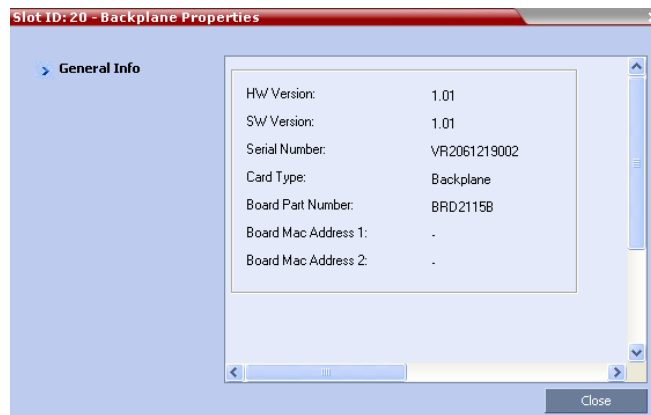 Slot ID: 20 - Backplane Properties
General Info
HW Version: 1.01
SW Version: 1.01
Serial Number: VR2061219002
Card Type: Backplane
Board Part Number: BRD2115B
Board Mac Address 1: -
Board Mac Address 2: -
Close